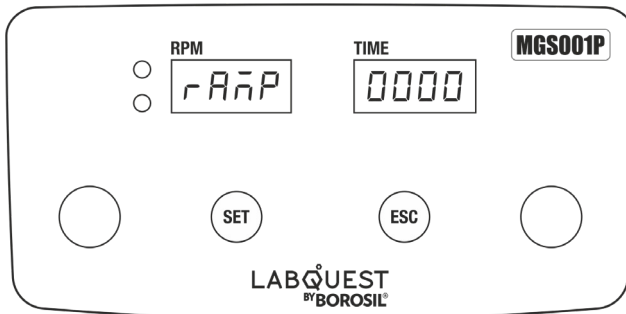 RPM
TIME
MGS001P
rAMP
0000
SET
ESC
LABQUEST
BY BOROSIL®